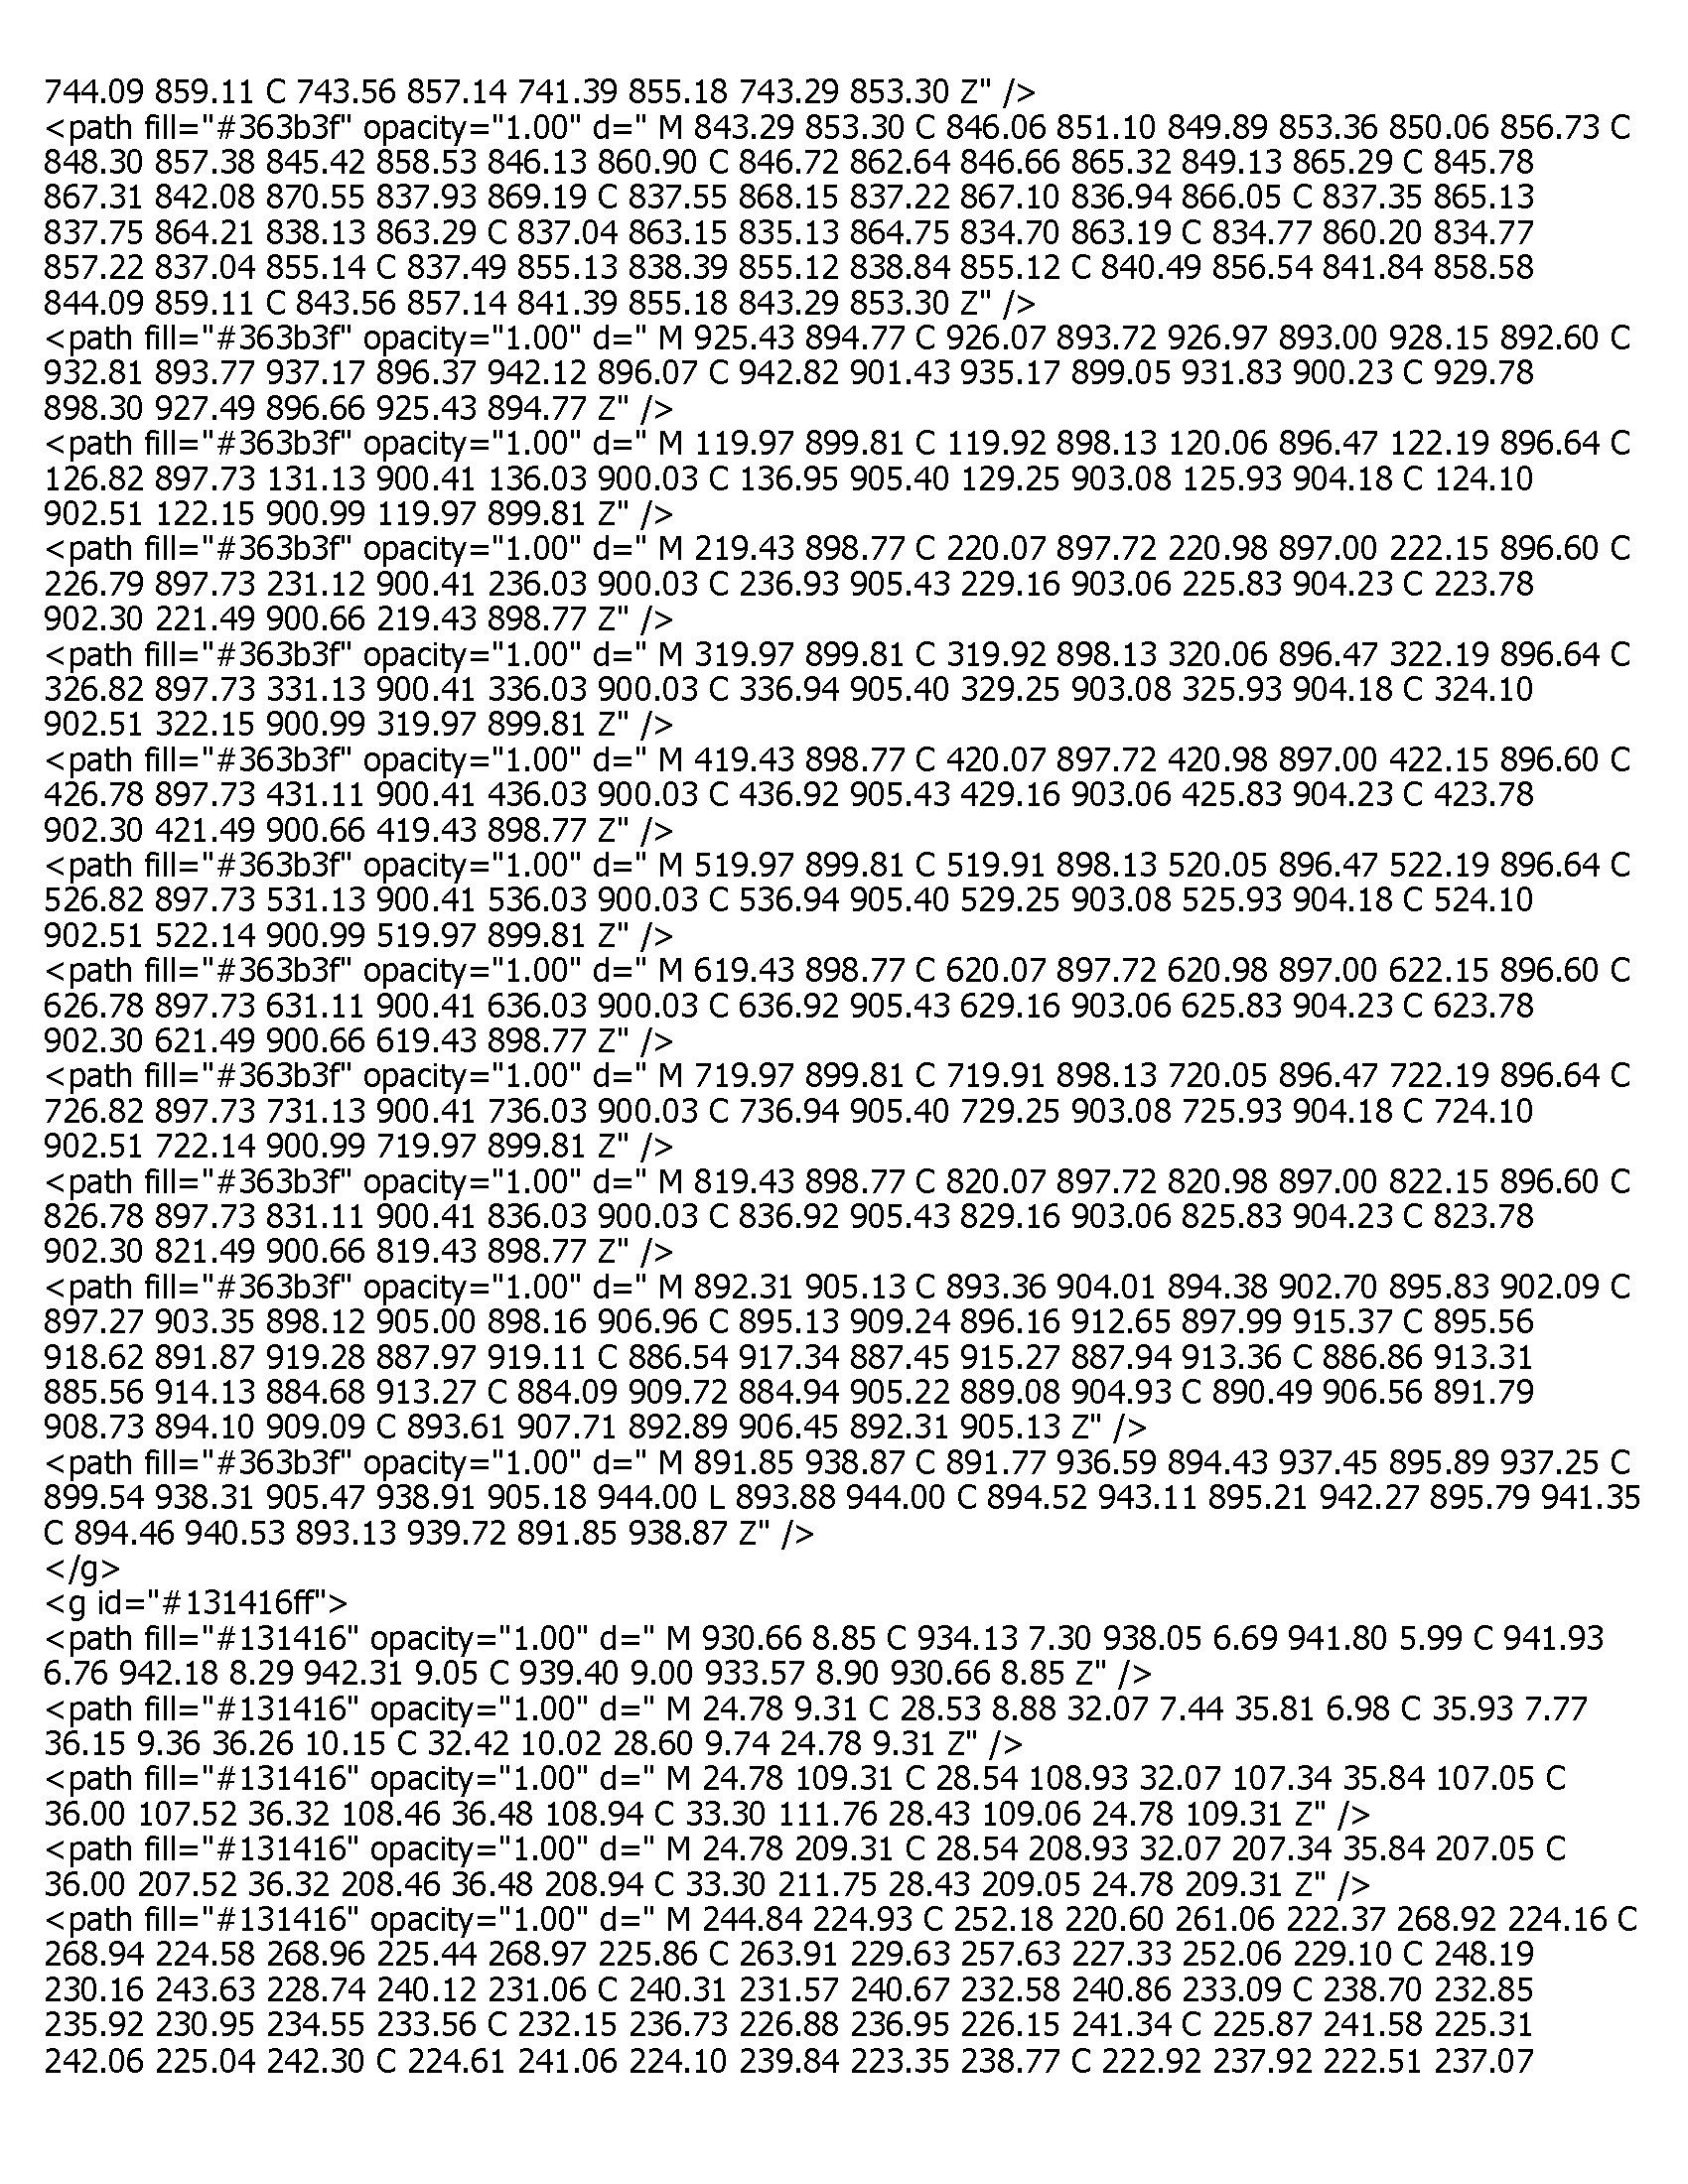 744.09 859.11 C 743.56 857.14 741.39 855.18 743.29 853.30 Z" />
<path fill="#363b3f" opacity="1.00" d=" M 843.29 853.30 C 846.06 851.10 849.89 853.36 850.06 856.73 C
848.30 857.38 845.42 858.53 846.13 860.90 C 846.72 862.64 846.66 865.32 849.13 865.29 C 845.78
867.31 842.08 870.55 837.93 869.19 C 837.55 868.15 837.22 867.10 836.94 866.05 C 837.35 865.13
837.75 864.21 838.13 863.29 C 837.04 863.15 835.13 864.75 834.70 863.19 C 834.77 860.20 834.77
857.22 837.04 855.14 C 837.49 855.13 838.39 855.12 838.84 855.12 C 840.49 856.54 841.84 858.58
844.09 859.11 C 843.56 857.14 841.39 855.18 843.29 853.30 Z" />
<path fill="#363b3f" opacity="1.00" d=" M 925.43 894.77 C 926.07 893.72 926.97 893.00 928.15 892.60 C
932.81 893.77 937.17 896.37 942.12 896.07 C 942.82 901.43 935.17 899.05 931.83 900.23 C 929.78
898.30 927.49 896.66 925.43 894.77 Z" />
<path fill="#363b3f" opacity="1.00" d=" M 119.97 899.81 C 119.92 898.13 120.06 896.47 122.19 896.64 C
126.82 897.73 131.13 900.41 136.03 900.03 C 136.95 905.40 129.25 903.08 125.93 904.18 C 124.10
902.51 122.15 900.99 119.97 899.81 Z" />
<path fill="#363b3f" opacity="1.00" d=" M 219.43 898.77 C 220.07 897.72 220.98 897.00 222.15 896.60 C
226.79 897.73 231.12 900.41 236.03 900.03 C 236.93 905.43 229.16 903.06 225.83 904.23 C 223.78
902.30 221.49 900.66 219.43 898.77 Z" />
<path fill="#363b3f" opacity="1.00" d=" M 319.97 899.81 C 319.92 898.13 320.06 896.47 322.19 896.64 C
326.82 897.73 331.13 900.41 336.03 900.03 C 336.94 905.40 329.25 903.08 325.93 904.18 C 324.10
902.51 322.15 900.99 319.97 899.81 Z" />
<path fill="#363b3f" opacity="1.00" d=" M 419.43 898.77 C 420.07 897.72 420.98 897.00 422.15 896.60 C
426.78 897.73 431.11 900.41 436.03 900.03 C 436.92 905.43 429.16 903.06 425.83 904.23 C 423.78
902.30 421.49 900.66 419.43 898.77 Z" />
<path fill="#363b3f" opacity="1.00" d=" M 519.97 899.81 C 519.91 898.13 520.05 896.47 522.19 896.64 C
526.82 897.73 531.13 900.41 536.03 900.03 C 536.94 905.40 529.25 903.08 525.93 904.18 C 524.10
902.51 522.14 900.99 519.97 899.81 Z" />
<path fill="#363b3f" opacity="1.00" d=" M 619.43 898.77 C 620.07 897.72 620.98 897.00 622.15 896.60 C
626.78 897.73 631.11 900.41 636.03 900.03 C 636.92 905.43 629.16 903.06 625.83 904.23 C 623.78
902.30 621.49 900.66 619.43 898.77 Z" />
<path fill="#363b3f" opacity="1.00" d=" M 719.97 899.81 C 719.91 898.13 720.05 896.47 722.19 896.64 C
726.82 897.73 731.13 900.41 736.03 900.03 C 736.94 905.40 729.25 903.08 725.93 904.18 C 724.10
902.51 722.14 900.99 719.97 899.81 Z" />
<path fill="#363b3f" opacity="1.00" d=" M 819.43 898.77 C 820.07 897.72 820.98 897.00 822.15 896.60 C
826.78 897.73 831.11 900.41 836.03 900.03 C 836.92 905.43 829.16 903.06 825.83 904.23 C 823.78
902.30 821.49 900.66 819.43 898.77 Z" />
<path fill="#363b3f" opacity="1.00" d=" M 892.31 905.13 C 893.36 904.01 894.38 902.70 895.83 902.09 C
897.27 903.35 898.12 905.00 898.16 906.96 C 895.13 909.24 896.16 912.65 897.99 915.37 C 895.56
918.62 891.87 919.28 887.97 919.11 C 886.54 917.34 887.45 915.27 887.94 913.36 C 886.86 913.31
885.56 914.13 884.68 913.27 C 884.09 909.72 884.94 905.22 889.08 904.93 C 890.49 906.56 891.79
908.73 894.10 909.09 C 893.61 907.71 892.89 906.45 892.31 905.13 Z" />
<path fill="#363b3f" opacity="1.00" d=" M 891.85 938.87 C 891.77 936.59 894.43 937.45 895.89 937.25 C
899.54 938.31 905.47 938.91 905.18 944.00 L 893.88 944.00 C 894.52 943.11 895.21 942.27 895.79 941.35
C 894.46 940.53 893.13 939.72 891.85 938.87 Z" />
</g>
<g id="#131416ff">
<path fill="#131416" opacity="1.00" d=" M 930.66 8.85 C 934.13 7.30 938.05 6.69 941.80 5.99 C 941.93
6.76 942.18 8.29 942.31 9.05 C 939.40 9.00 933.57 8.90 930.66 8.85 Z" />
<path fill="#131416" opacity="1.00" d=" M 24.78 9.31 C 28.53 8.88 32.07 7.44 35.81 6.98 C 35.93 7.77
36.15 9.36 36.26 10.15 C 32.42 10.02 28.60 9.74 24.78 9.31 Z" />
<path fill="#131416" opacity="1.00" d=" M 24.78 109.31 C 28.54 108.93 32.07 107.34 35.84 107.05 C
36.00 107.52 36.32 108.46 36.48 108.94 C 33.30 111.76 28.43 109.06 24.78 109.31 Z" />
<path fill="#131416" opacity="1.00" d=" M 24.78 209.31 C 28.54 208.93 32.07 207.34 35.84 207.05 C
36.00 207.52 36.32 208.46 36.48 208.94 C 33.30 211.75 28.43 209.05 24.78 209.31 Z" />
<path fill="#131416" opacity="1.00" d=" M 244.84 224.93 C 252.18 220.60 261.06 222.37 268.92 224.16 C
268.94 224.58 268.96 225.44 268.97 225.86 C 263.91 229.63 257.63 227.33 252.06 229.10 C 248.19
230.16 243.63 228.74 240.12 231.06 C 240.31 231.57 240.67 232.58 240.86 233.09 C 238.70 232.85
235.92 230.95 234.55 233.56 C 232.15 236.73 226.88 236.95 226.15 241.34 C 225.87 241.58 225.31
242.06 225.04 242.30 C 224.61 241.06 224.10 239.84 223.35 238.77 C 222.92 237.92 222.51 237.07